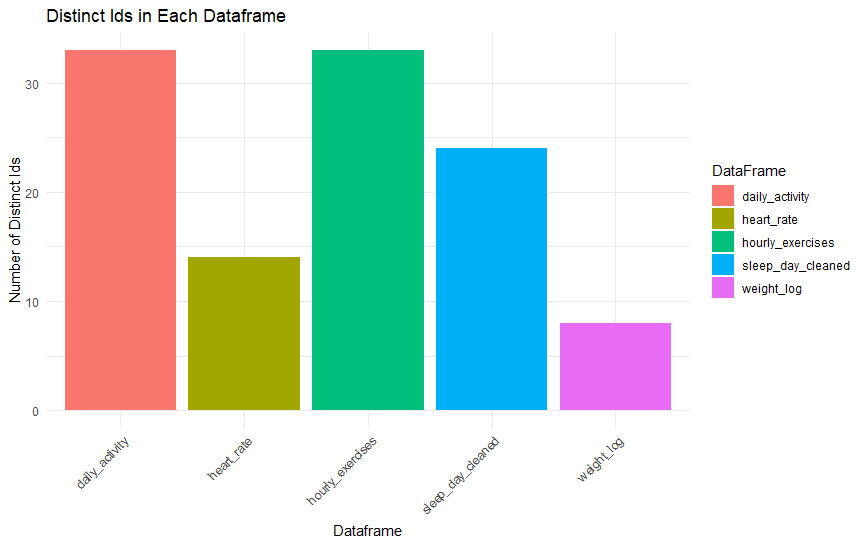 Distinct Ids in Each Dataframe
Number of Distinct Ids
30
20
10
0
daily_activity
heart_rate
hourly_exercises
sleep_day_cleaned
weight_log
Dataframe
DataFrame
daily_activity
heart_rate
hourly_exercises
sleep_day_cleaned
weight_log